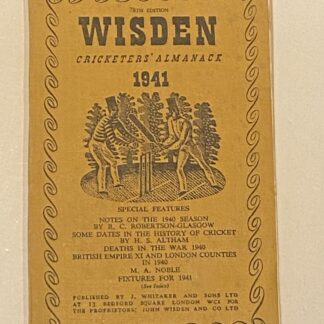 78TH EDITION
WISDEN
CRICKETERS' ALMANACK
1941
SPECIAL FEATURES
NOTES ON THE 1940 SEASON
BY R. C. ROBERTSON-GLASGOW
SOME DATES IN THE HISTORY OF CRICKET
BY H. S. ALTHAM
DEATHS IN THE WAR 1940
BRITISH EMPIRE XI AND LONDON COUNTIES
IN 1940
M. A. NOBLE
FIXTURES FOR 1941
(See Index)
PUBLISHED BY J. WHITAKER AND SONS LTD
AT 13 BEDFORD SQUARE LONDON WC1 FOR
THE PROPRIETORS: JOHN WISDEN AND CO LTD